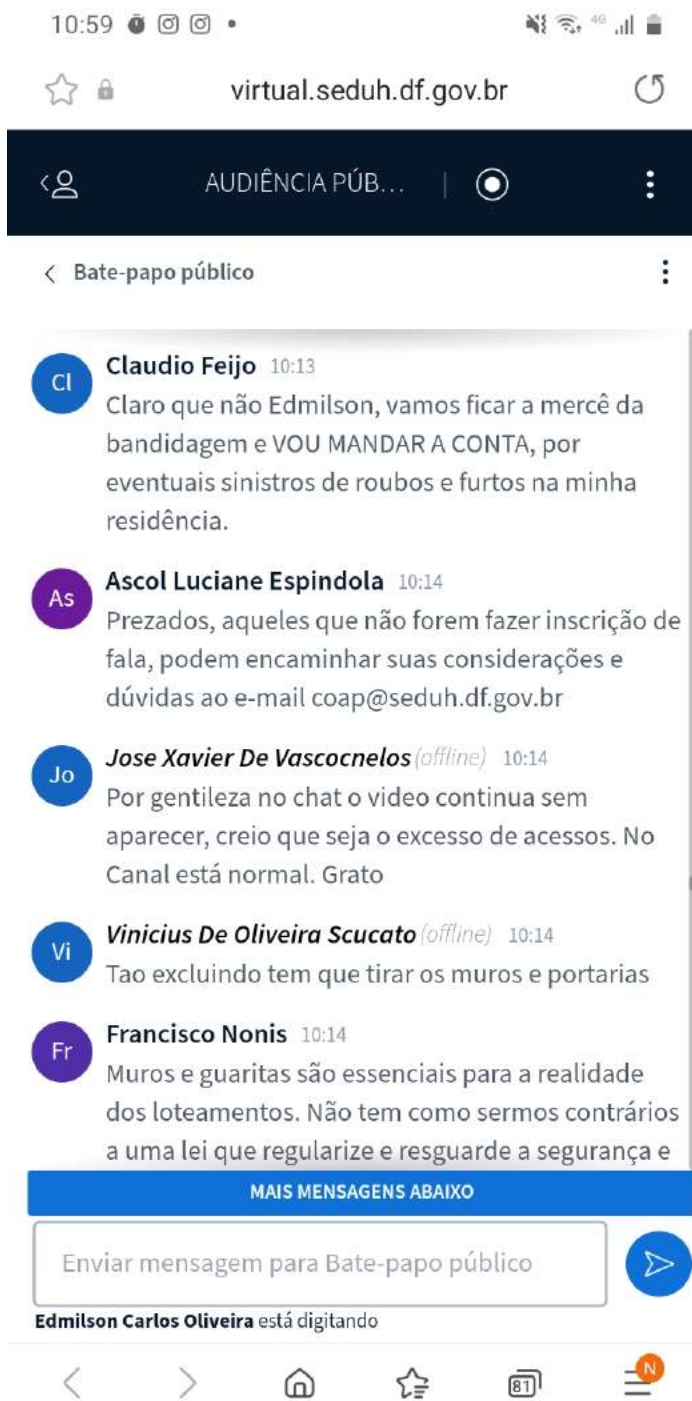 10:59
4G
virtual.seduh.df.gov.br
AUDIÊNCIA PÚB...
Bate-papo público
Cl
Claudio Feijo 10:13
Claro que não Edmilson, vamos ficar a mercê da
bandidagem e VOU MANDAR A CONTA, por
eventuais sinistros de roubos e furtos na minha
residência.
As
Ascol Luciane Espindola 10:14
Prezados, aqueles que não forem fazer inscrição de
fala, podem encaminhar suas considerações e
dúvidas ao e-mail coap@seduh.df.gov.br
Jo
Jose Xavier De Vascocnelos (offline) 10:14
Por gentileza no chat o video continua sem
aparecer, creio que seja o excesso de acessos. No
Canal está normal. Grato
Vi
Vinicius De Oliveira Scucato (offline) 10:14
Tao excluindo tem que tirar os muros e portarias
Fr
Francisco Nonis 10:14
Muros e guaritas são essenciais para a realidade
dos loteamentos. Não tem como sermos contrários
a uma lei que regularize e resguarde a segurança e
MAIS MENSAGENS ABAIXO
Enviar mensagem para Bate-papo público
Edmilson Carlos Oliveira está digitando
81
N